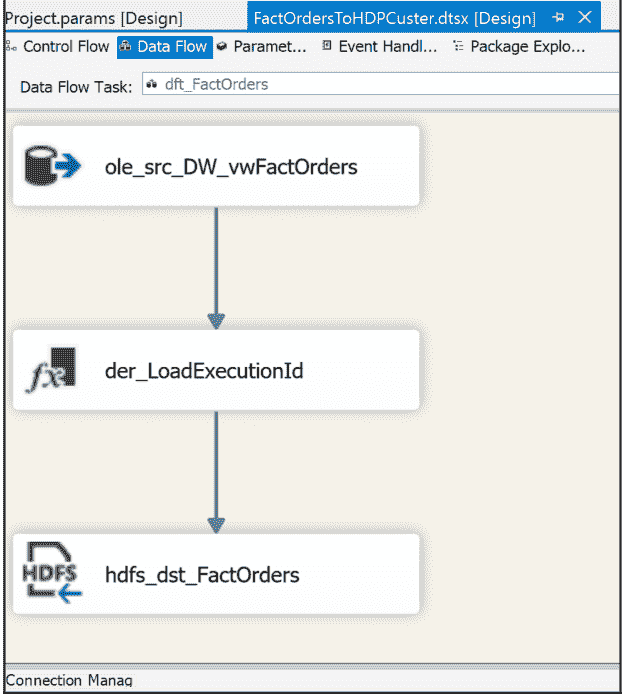 Project.params [Design] FactOrdersToHDPCuster.dtsx [Design]
Control Flow Data Flow Paramet... Event Handl... Package Explo...
Data Flow Task: dft_FactOrders
ole_src_DW_vwFactOrders
fx der_LoadExecutionId
HDFS hdfs_dst_FactOrders
Connection Manag